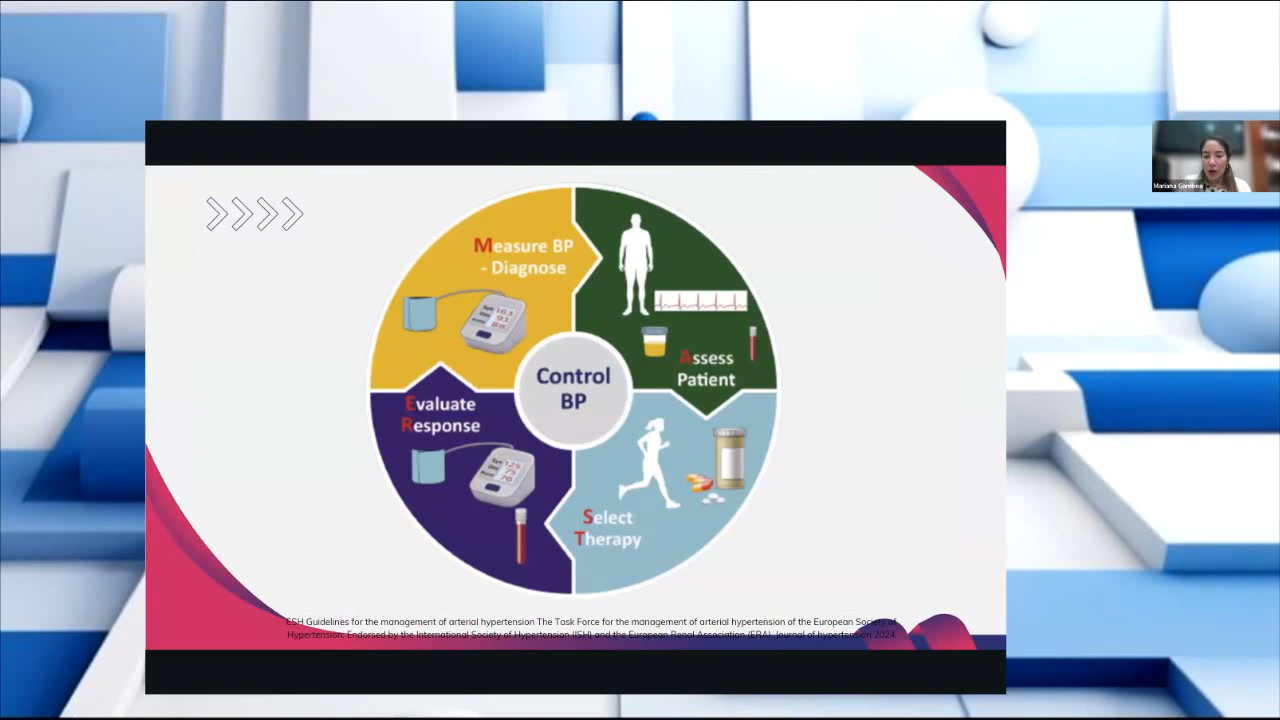 Measure BP
- Diagnose
Assess
Patient
Control
BP
Evaluate
Response
Select
Therapy
ESH Guidelines for the management of arterial hypertension The Task Force for the management of arterial hypertension of the European Society of
Hypertension: Endorsed by the International Society of Hypertension (ISH) and the European Renal Association (ERA). Journal of hypertension 2024
Mariana Gamboa